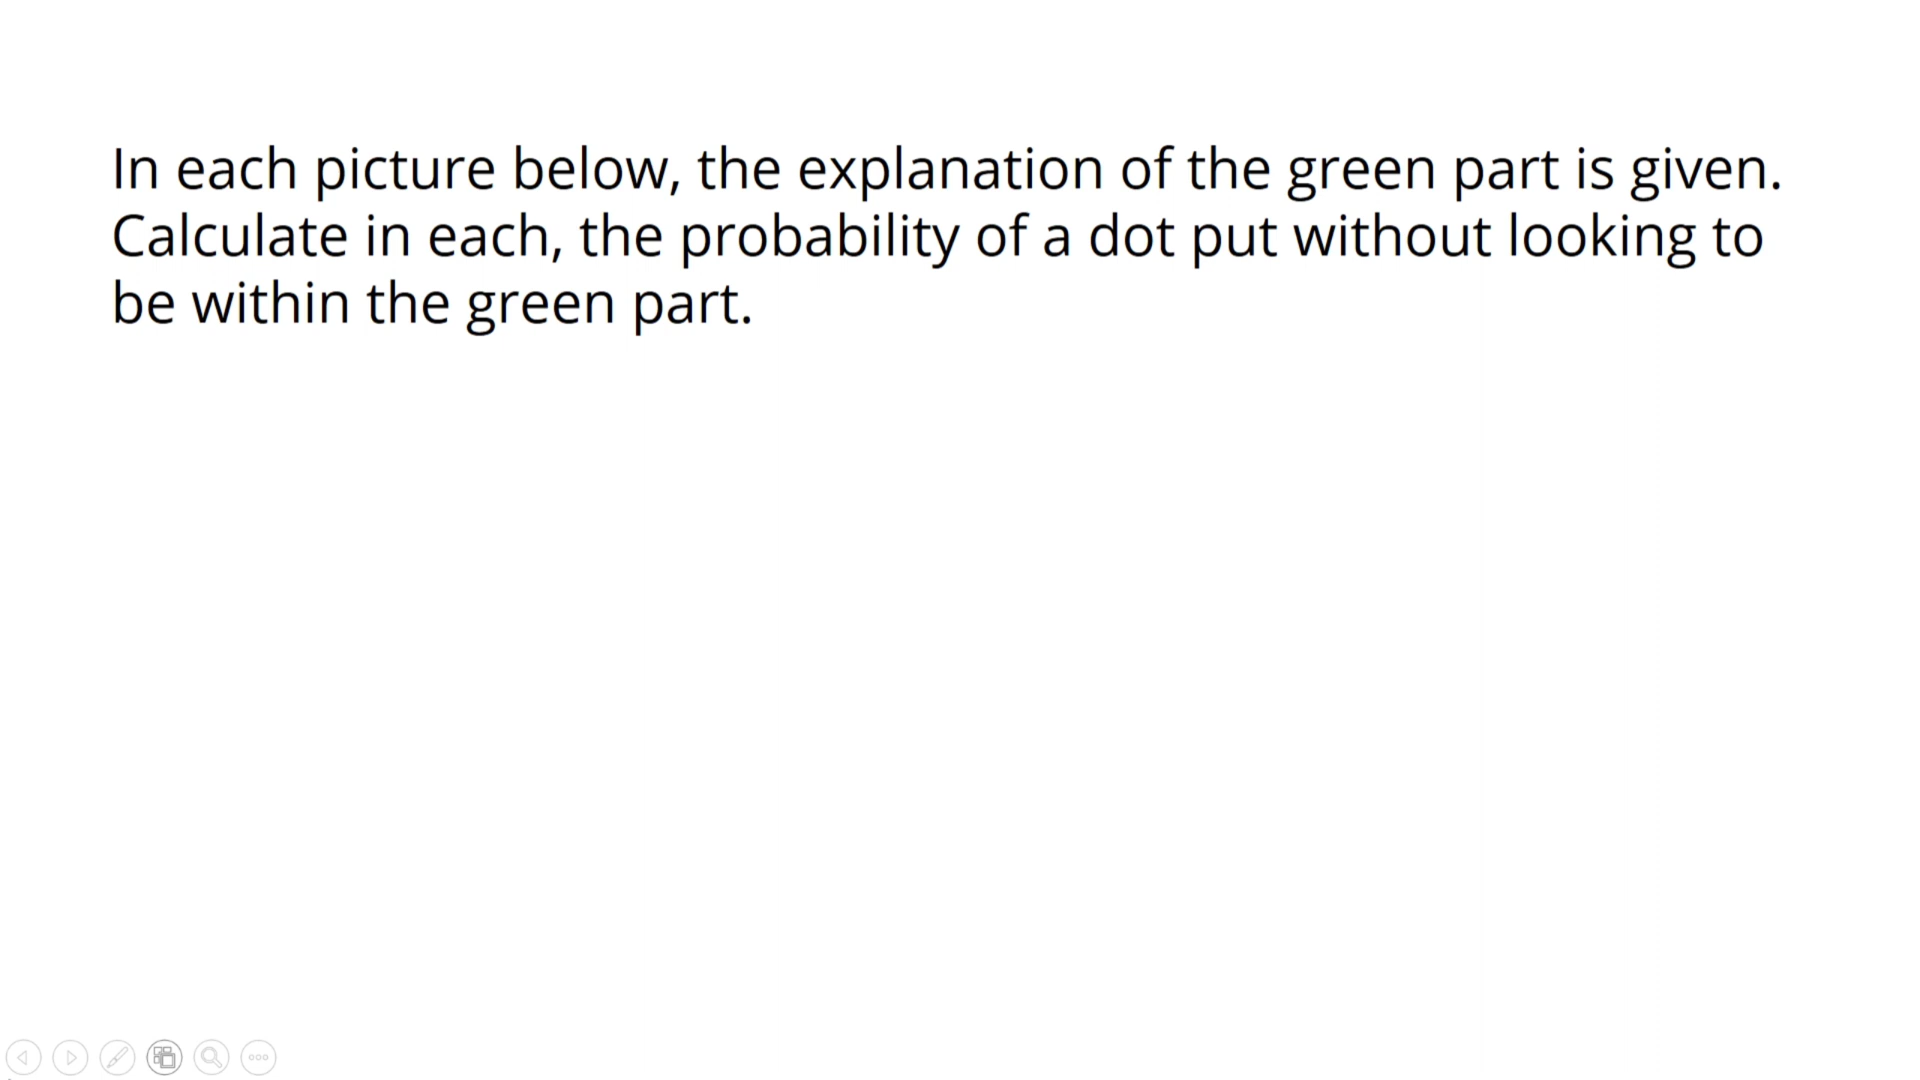 In each picture below, the explanation of the green part is given.
Calculate in each, the probability of a dot put without looking to
be within the green part.